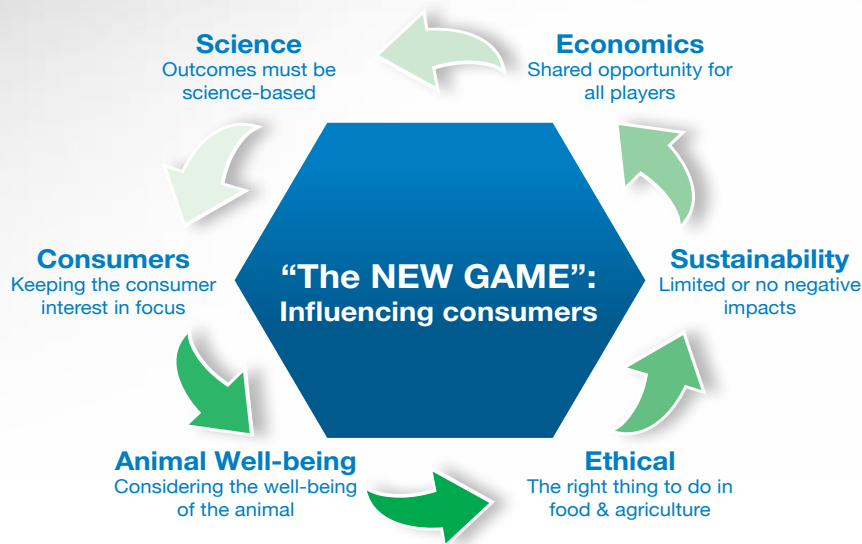 Science
Outcomes must be
science-based
Economics
Shared opportunity for
all players
Consumers
Keeping the consumer
interest in focus
“The NEW GAME”:
Influencing consumers
Sustainability
Limited or no negative
impacts
Animal Well-being
Considering the well-being
of the animal
Ethical
The right thing to do in
food & agriculture